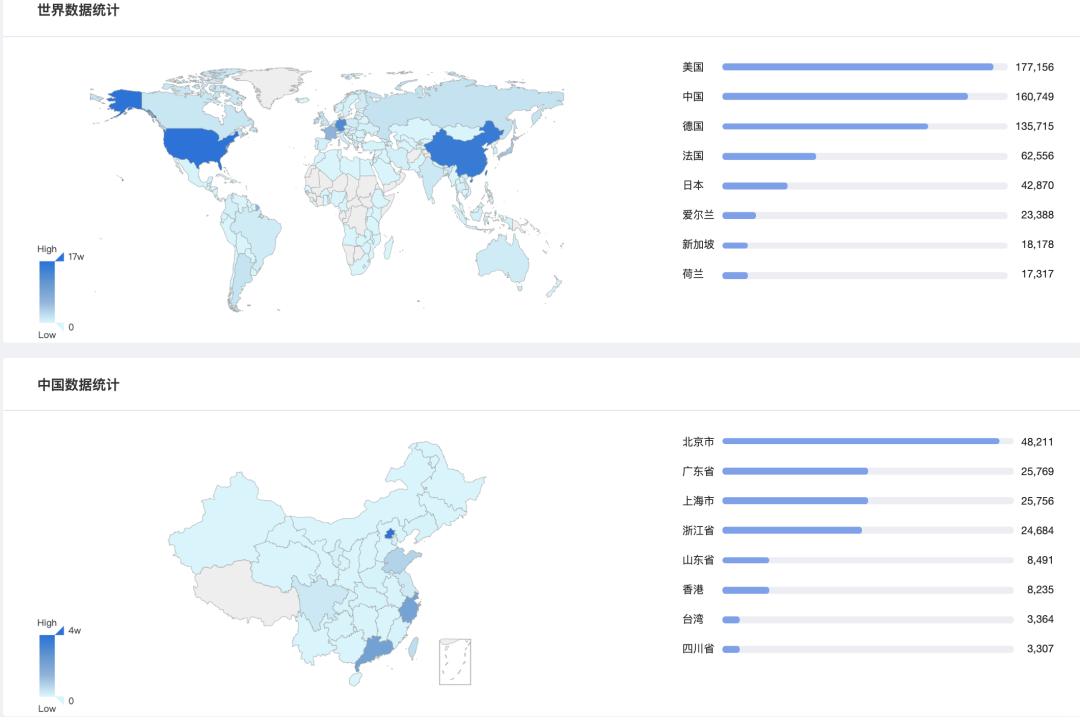 世界数据统计
美国 177,156
中国 160,749
德国 135,715
法国 62,556
日本 42,870
爱尔兰 23,388
新加坡 18,178
荷兰 17,317
High
17w
0
Low
中国数据统计
北京市 48,211
广东省 25,769
上海市 25,756
浙江省 24,684
山东省 8,491
香港 8,235
台湾 3,364
四川省 3,307
High
4w
0
Low